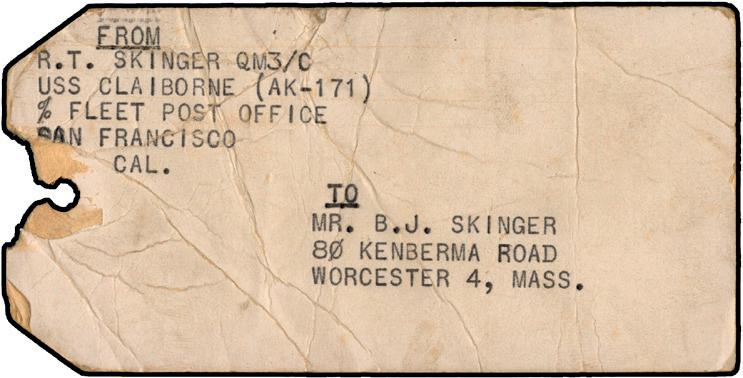 FROM
R.T. SKINGER QM3/C
USS CLAIBORNE (AK-171)
% FLEET POST OFFICE
SAN FRANCISCO
CAL.
TO
MR. B.J. SKINGER
8Ø KENBERMA ROAD
WORCESTER 4, MASS.